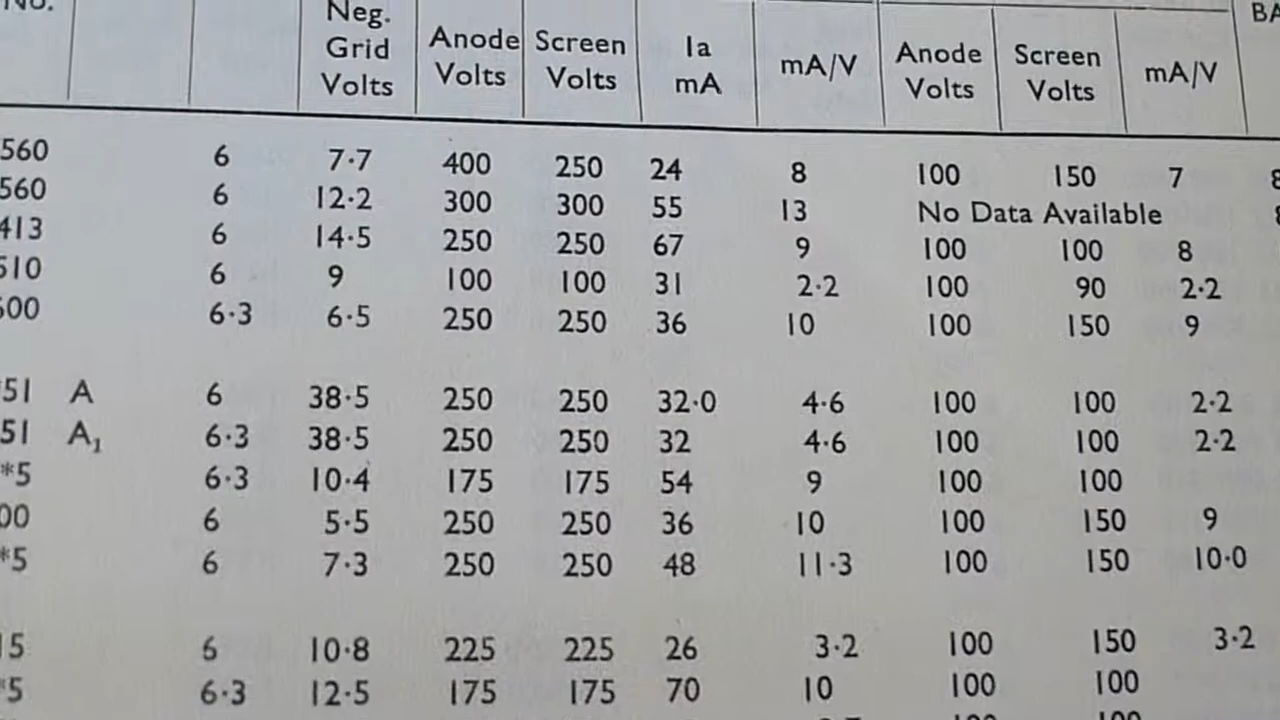 NO.
Neg. Grid Volts Anode Volts Screen Volts Ia mA mA/V Anode Volts Screen Volts mA/V BA
560 6 7·7 400 250 24 8 100 150 7 8
560 6 12·2 300 300 55 13 No Data Available 8
413 6 14·5 250 250 67 9 100 100 8
510 6 9 100 100 31 2·2 100 90 2·2
500 6·3 6·5 250 250 36 10 100 150 9
51 A 6 38·5 250 250 32·0 4·6 100 100 2·2
51 A₁ 6·3 38·5 250 250 32 4·6 100 100 2·2
*5 6·3 10·4 175 175 54 9 100 100
00 6 5·5 250 250 36 10 100 150 9
*5 6 7·3 250 250 48 11·3 100 150 10·0
15 6 10·8 225 225 26 3·2 100 150 3·2
*5 6·3 12·5 175 175 70 10 100 100